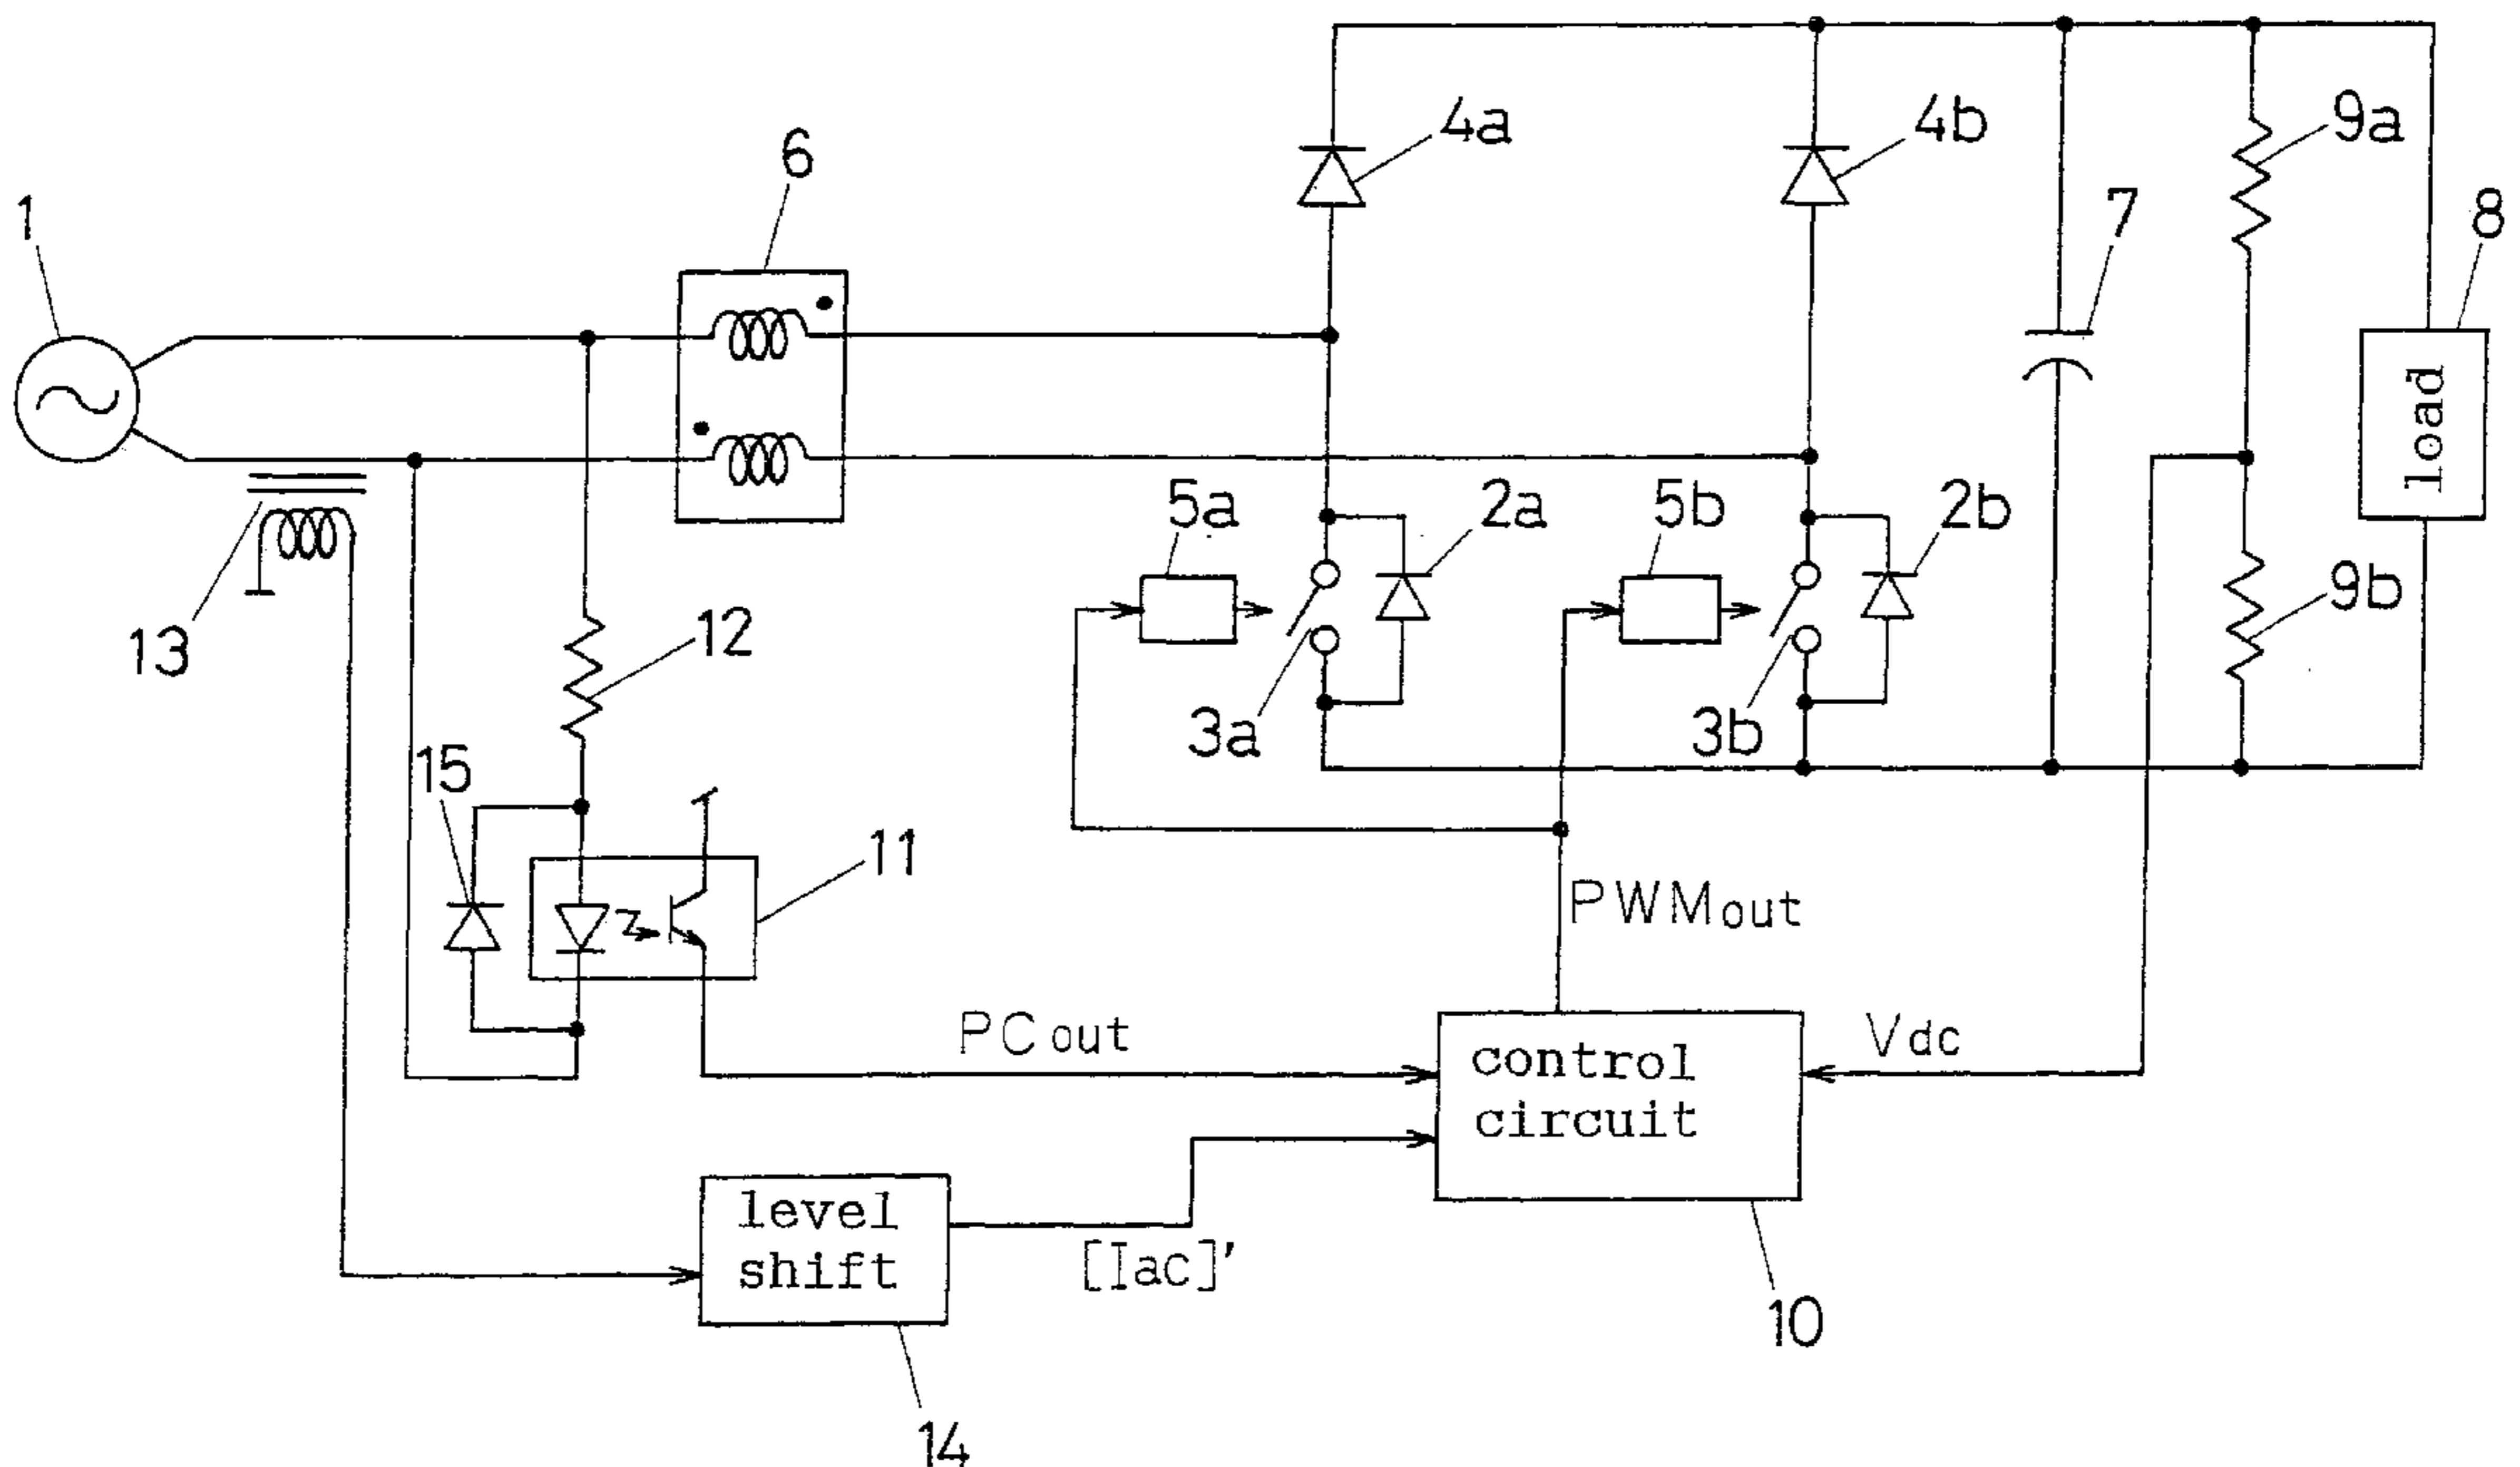 4a
4b
9a
6
7
8
1
load
5a
2a
5b
2b
9b
12
13
3a
3b
15
11
PWMout
PCout
Vdc
control
circuit
level
shift
[Iac]'
10
14